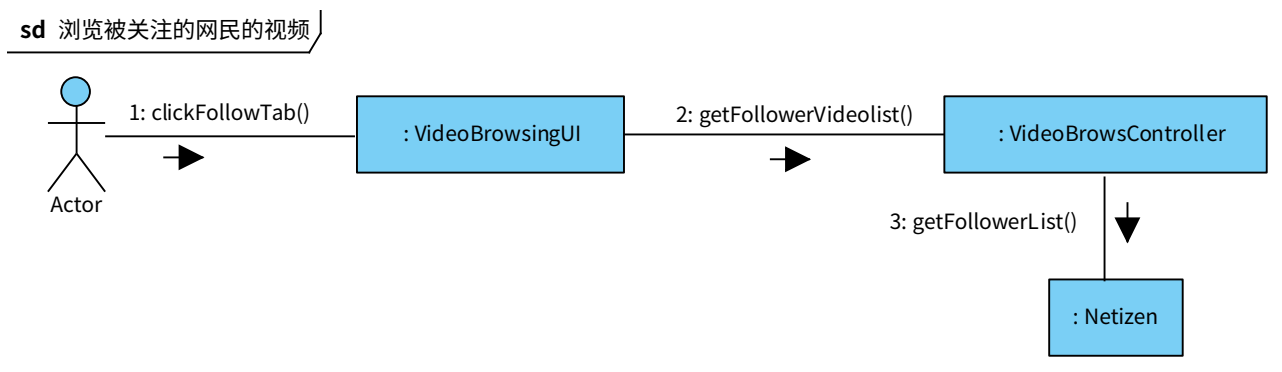 sd 浏览被关注的网民的视频
1: clickFollowTab()
: VideoBrowsingUI
2: getFollowerVideolist()
: VideoBrowsController
Actor
3: getFollowerList()
: Netizen